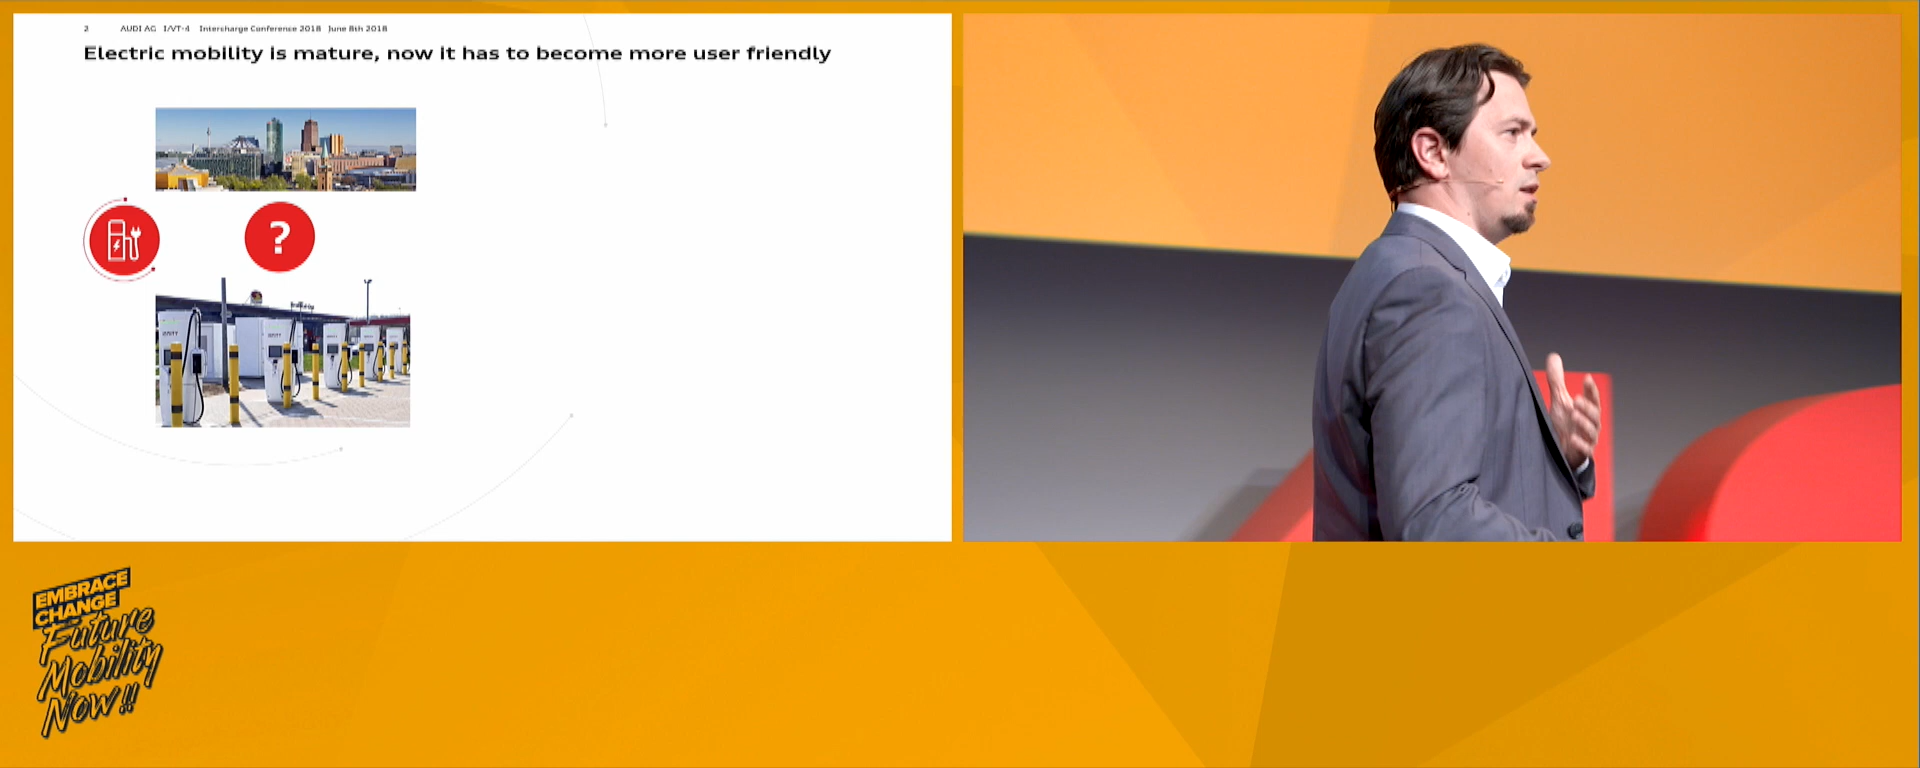 2 AUDI AG I/VT-4 Intercharge Conference 2018 June 8th 2018
Electric mobility is mature, now it has to become more user friendly
?
EMBRACE
CHANGE
Future
Mobility
Now!!